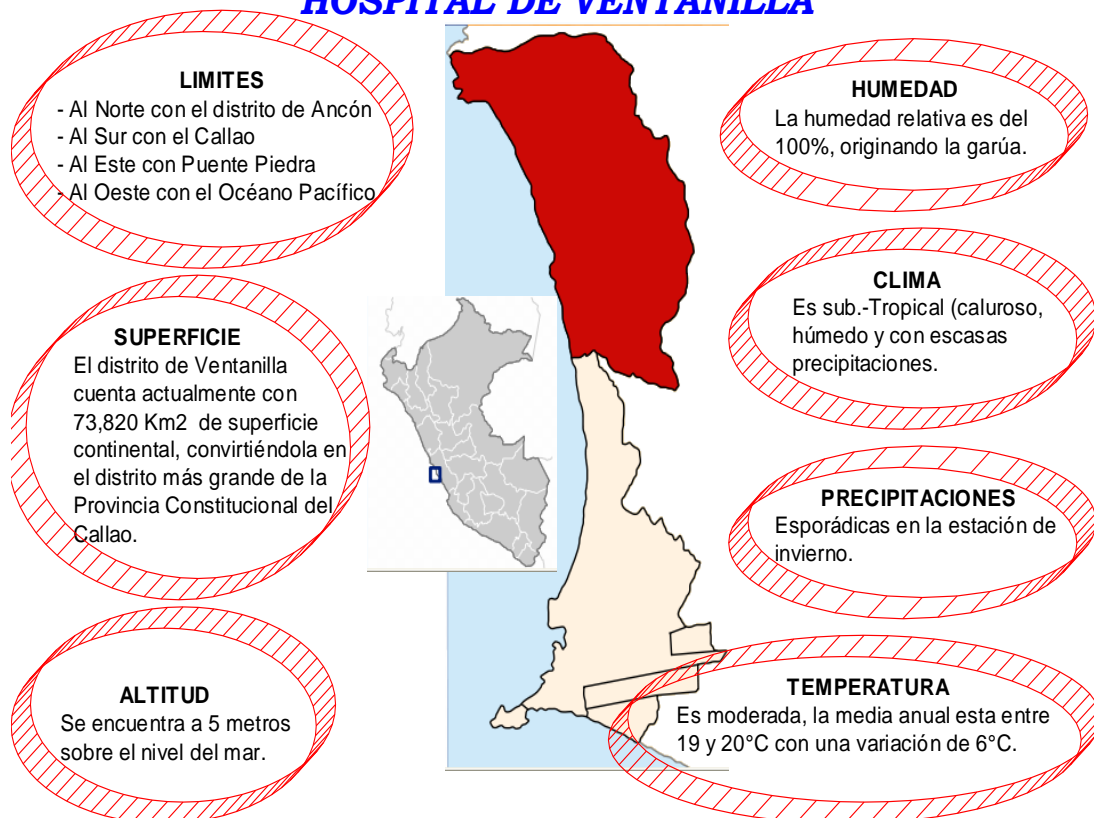 HOSPITAL DE VENTANILLA
LIMITES
- Al Norte con el distrito de Ancón
- Al Sur con el Callao
- Al Este con Puente Piedra
- Al Oeste con el Océano Pacífico
SUPERFICIE
El distrito de Ventanilla
cuenta actualmente con
73,820 Km2 de superficie
continental, convirtiéndola en
el distrito más grande de la
Provincia Constitucional del
Callao.
ALTITUD
Se encuentra a 5 metros
sobre el nivel del mar.
HUMEDAD
La humedad relativa es del
100%, originando la garúa.
CLIMA
Es sub.-Tropical (caluroso,
húmedo y con escasas
precipitaciones.
PRECIPITACIONES
Esporádicas en la estación de
invierno.
TEMPERATURA
Es moderada, la media anual esta entre
19 y 20°C con una variación de 6°C.